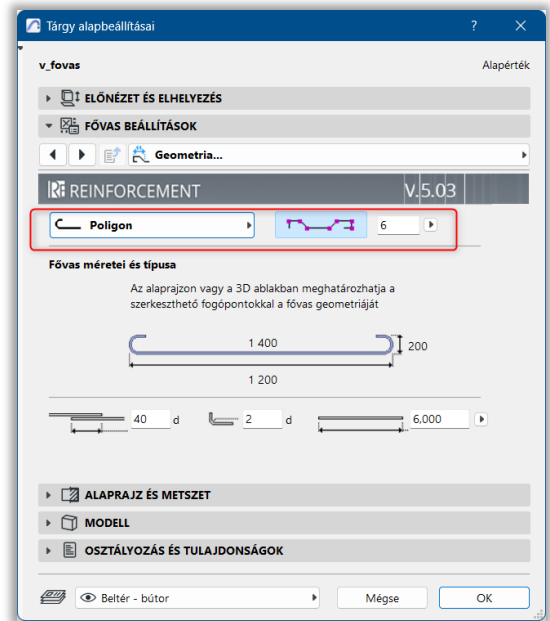 Tárgy alapbeállításai
v_fovas Alapérték
ELŐNÉZET ÉS ELHELYEZÉS
FŐVAS BEÁLLÍTÁSOK
Geometria...
REINFORCEMENT V.5.03
Poligon 6
Fővas méretei és típusa
Az alaprajzon vagy a 3D ablakban meghatározhatja a
szerkeszthető fogópontokkal a fővas geometriáját
1 400
200
1 200
40 d 2 d 6,000
ALAPRAJZ ÉS METSZET
MODELL
OSZTÁLYOZÁS ÉS TULAJDONSÁGOK
Beltér - bútor Mégse OK